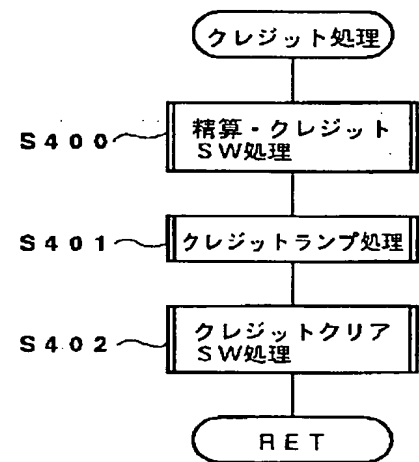 クレジット処理
S400
精算・クレジット
SW処理
S401
クレジットランプ処理
S402
クレジットクリア
SW処理
RET